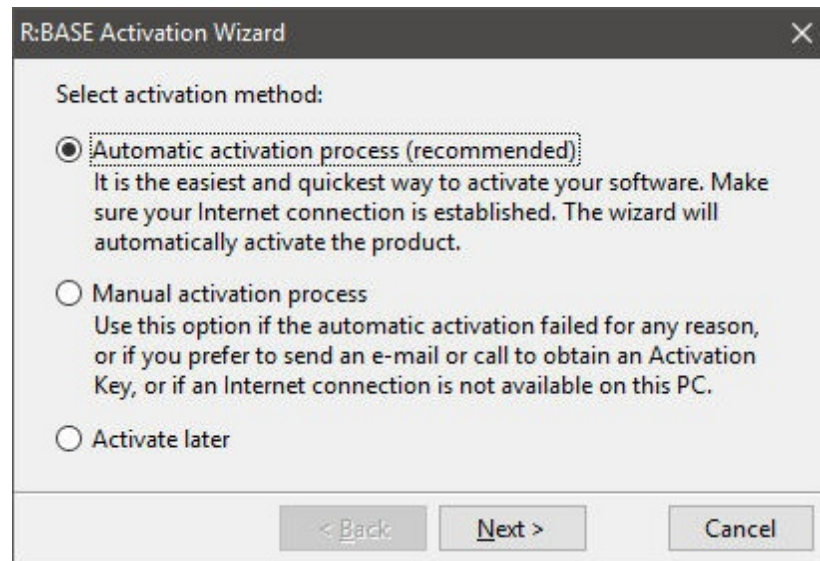 R:BASE Activation Wizard
Select activation method:
Automatic activation process (recommended)
It is the easiest and quickest way to activate your software. Make
sure your Internet connection is established. The wizard will
automatically activate the product.
Manual activation process
Use this option if the automatic activation failed for any reason,
or if you prefer to send an e-mail or call to obtain an Activation
Key, or if an Internet connection is not available on this PC.
Activate later
< Back
Next >
Cancel